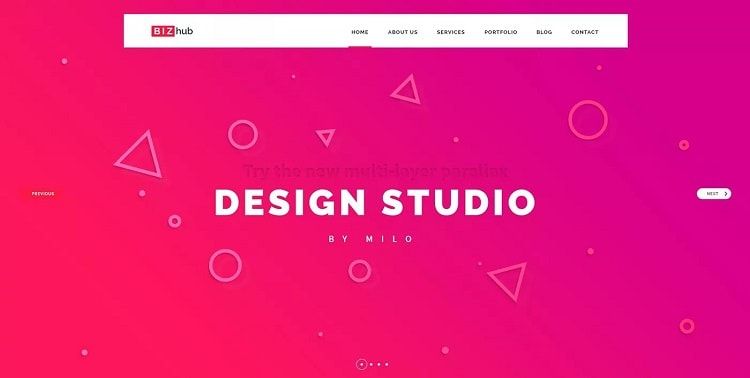 BIZhub
HOME ABOUT US SERVICES PORTFOLIO BLOG CONTACT
Try the new multi-layer parallax
PREVIOUS
DESIGN STUDIO
NEXT
BY MILO